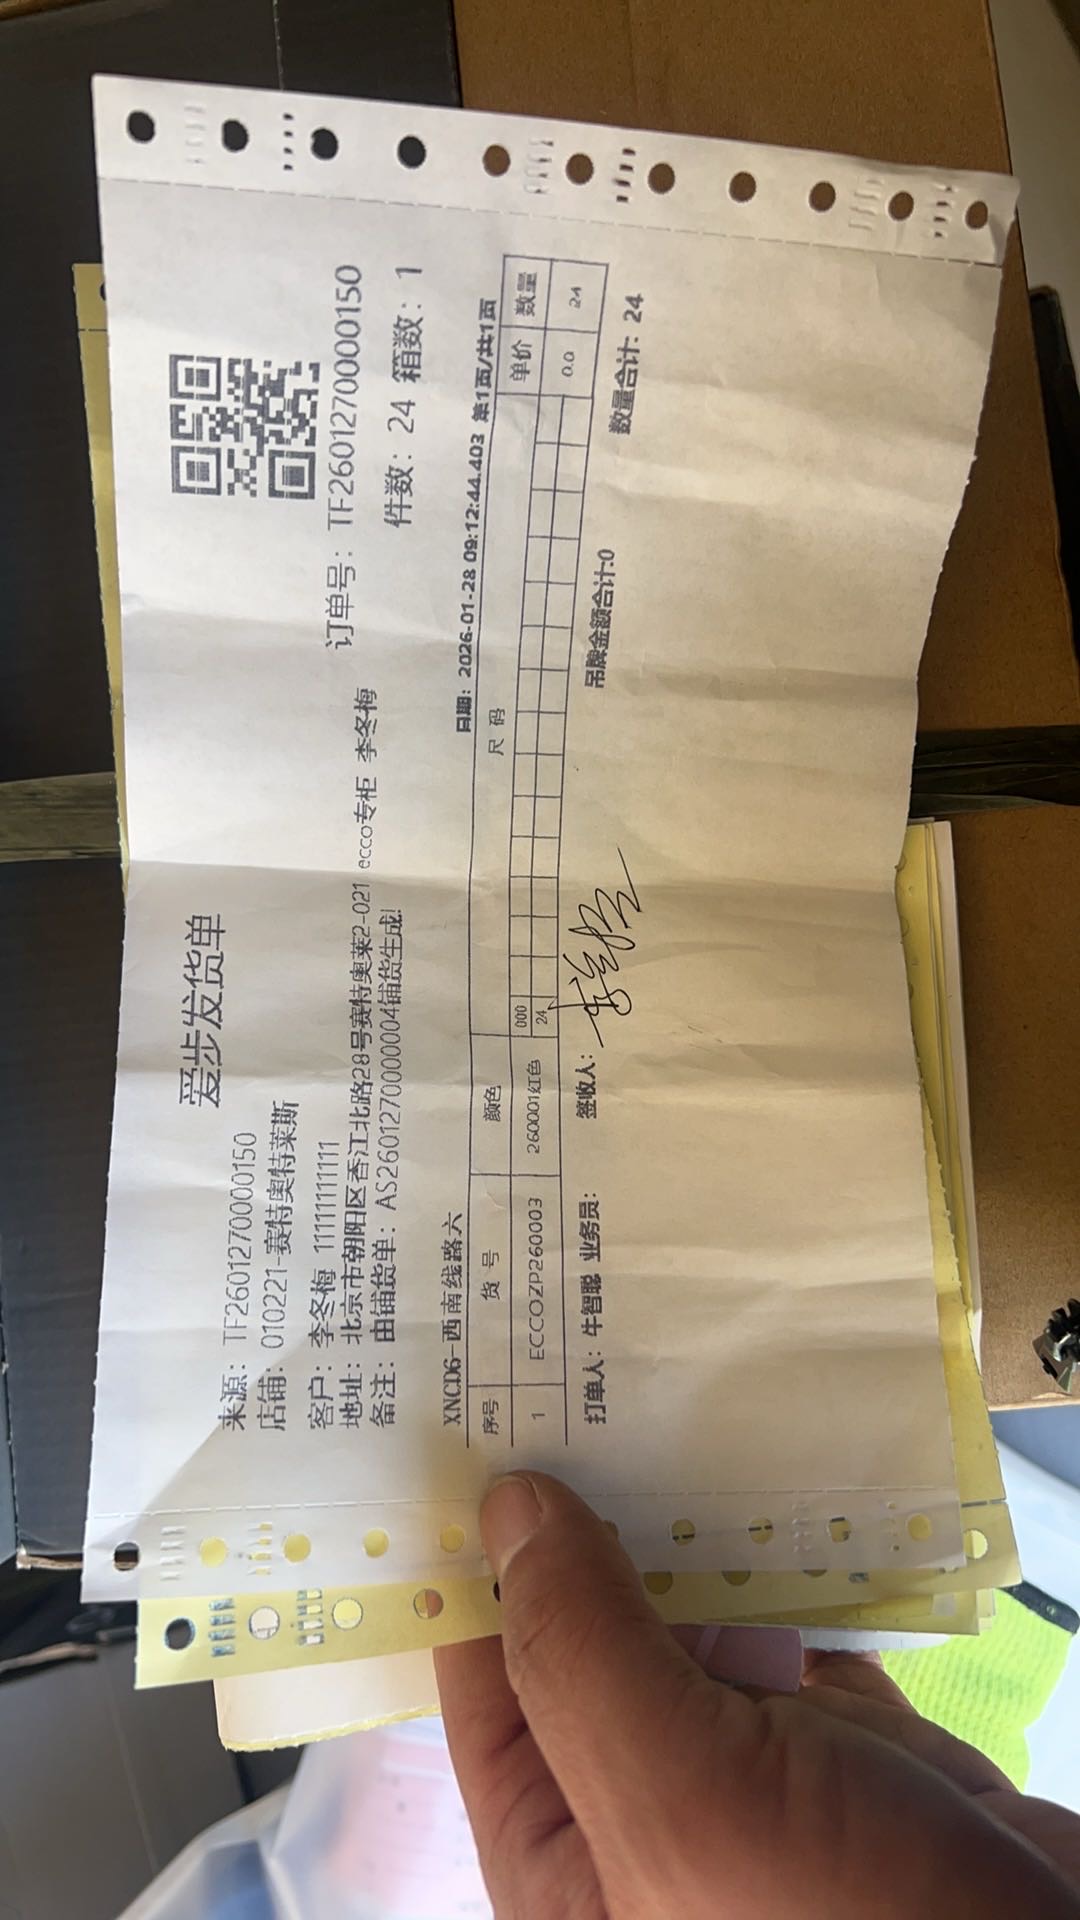 爱步发货单
来源：TF260127000000150
店铺：010221-赛特奥特莱斯
订单号：TF260127000000150
客户：李冬梅 11111111111
地址：北京市朝阳区香江北路28号赛特奥莱2-021 ecco专柜 李冬梅
件数：24 箱数：1
备注：由铺货单：AS260127000000004铺货生成!
XNCD6-西南线路六
日期：2026-01-28 09:12:44.403 第1页/共1页
序号 货号 颜色 尺码 单价 数量
000
1 ECCOZP260003 260001红色 24 0.0 24
打单人：牛智聪 业务员： 签收人： 吊牌金额合计:0 数量合计：24